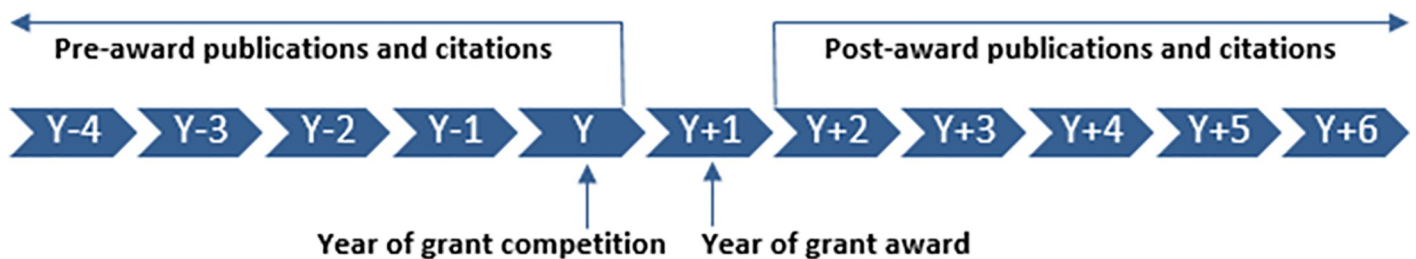 Pre-award publications and citations Post-award publications and citations
Y-4 Y-3 Y-2 Y-1 Y Y+1 Y+2 Y+3 Y+4 Y+5 Y+6
Year of grant competition Year of grant award